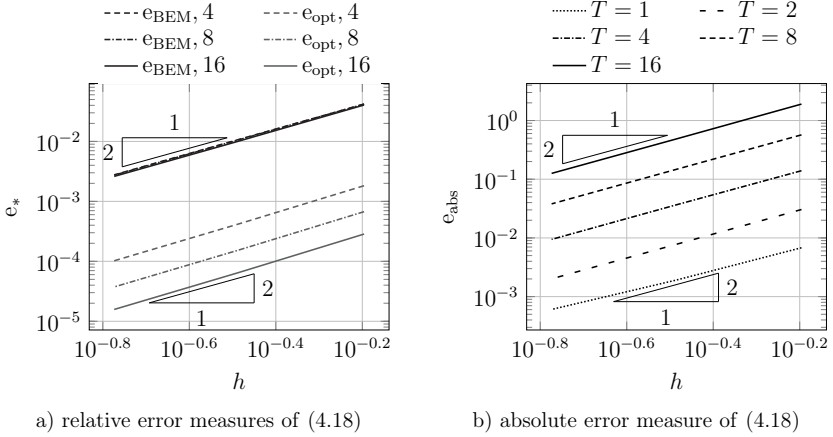 e_BEM, 4 e_opt, 4
e_BEM, 8 e_opt, 8
e_BEM, 16 e_opt, 16
e_*
10^{-2}
10^{-3}
10^{-4}
10^{-5}
1
2
2
1
10^{-0.8} 10^{-0.6} 10^{-0.4} 10^{-0.2}
h
a) relative error measures of (4.18)
T = 1 T = 2
T = 4 T = 8
T = 16
e_abs
10^0
10^{-1}
10^{-2}
10^{-3}
1
2
2
1
10^{-0.8} 10^{-0.6} 10^{-0.4} 10^{-0.2}
h
b) absolute error measure of (4.18)